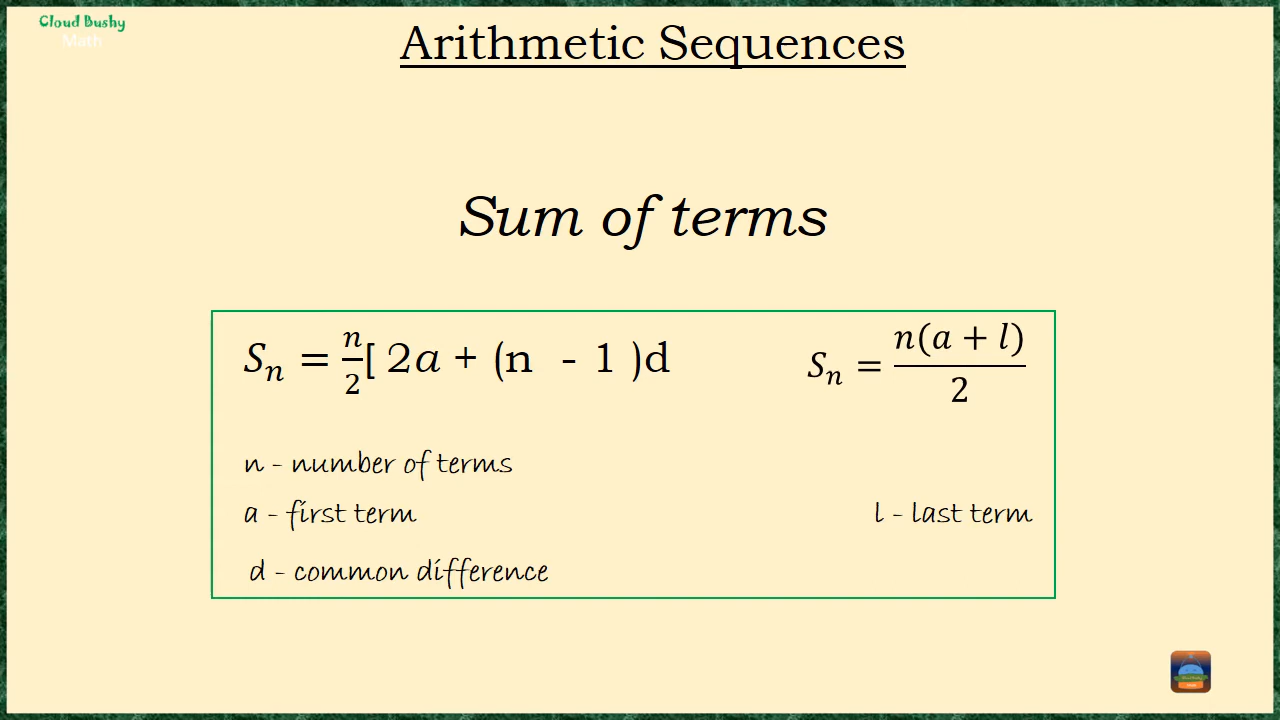 Cloud Bushy
Math
Arithmetic Sequences
Sum of terms
Sₙ = n/2[ 2a + (n - 1 )d
Sₙ = n(a + l)/2
n - number of terms
a - first term
l - last term
d - common difference